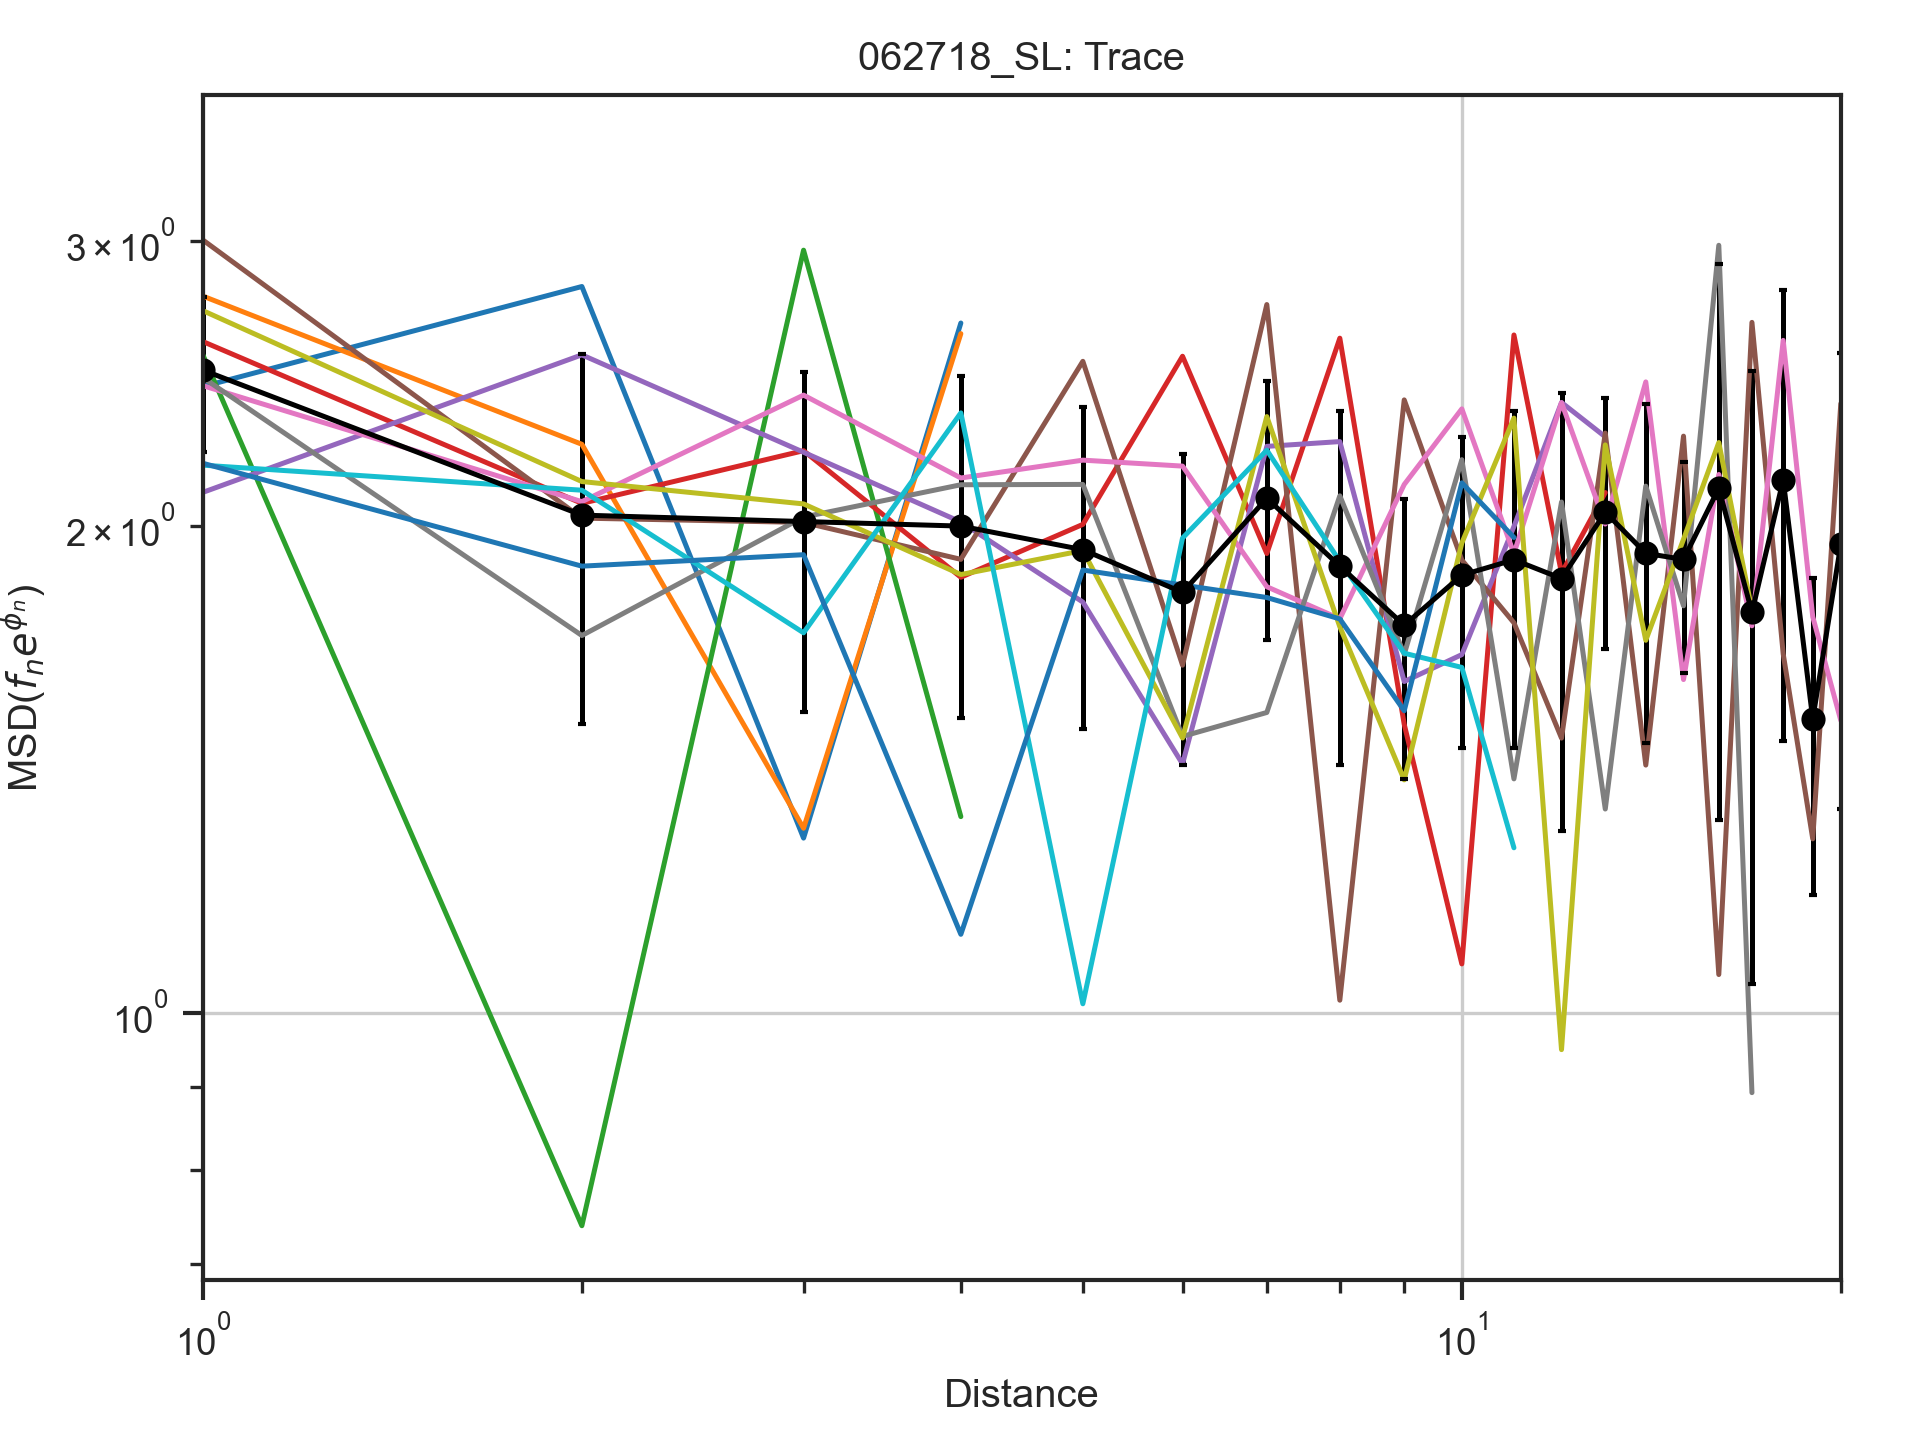 062718_SL: Trace
MSD(fₙe^ϕₙ)
3 × 10⁰
2 × 10⁰
10⁰
10⁰
10¹
Distance